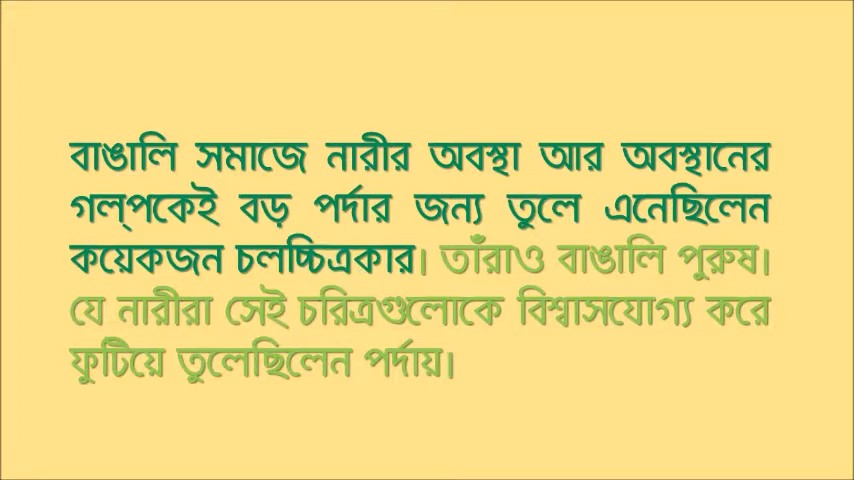 বাঙালি সমাজে নারীর অবস্থা আর অবস্থানের
গল্পকেই বড় পর্দার জন্য তুলে এনেছিলেন
কয়েকজন চলচ্চিত্রকার। তাঁরাও বাঙালি পুরুষ।
যে নারীরা সেই চরিত্রগুলোকে বিশ্বাসযোগ্য করে
ফুটিয়ে তুলেছিলেন পর্দায়।